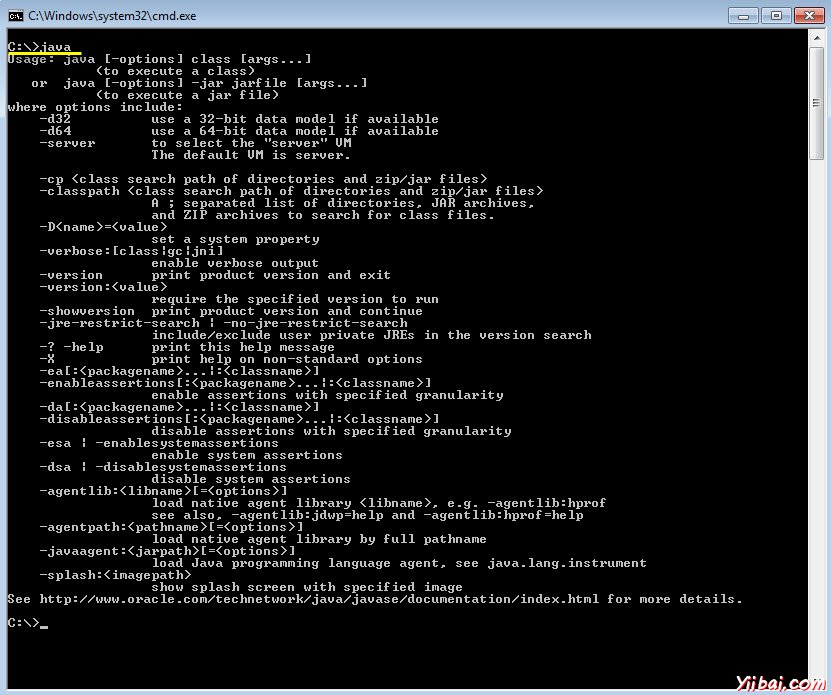 C:\Windows\system32\cmd.exe
C:\>java
Usage: java [-options] class [args...]
           (to execute a class)
   or  java [-options] -jar jarfile [args...]
           (to execute a jar file)
where options include:
    -d32          use a 32-bit data model if available
    -d64          use a 64-bit data model if available
    -server       to select the "server" VM
                  The default VM is server.
    -cp <class search path of directories and zip/jar files>
    -classpath <class search path of directories and zip/jar files>
                  A ; separated list of directories, JAR archives,
                  and ZIP archives to search for class files.
    -D<name>=<value>
                  set a system property
    -verbose:[class|gc|jni]
                  enable verbose output
    -version      print product version and exit
    -version:<value>
                  require the specified version to run
    -showversion  print product version and continue
    -jre-restrict-search | -no-jre-restrict-search
                  include/exclude user private JREs in the version search
    -? -help      print this help message
    -X            print help on non-standard options
    -ea[:<packagename>...|:<classname>]
    -enableassertions[:<packagename>...|:<classname>]
                  enable assertions with specified granularity
    -da[:<packagename>...|:<classname>]
    -disableassertions[:<packagename>...|:<classname>]
                  disable assertions with specified granularity
    -esa | -enablesystemassertions
                  enable system assertions
    -dsa | -disablesystemassertions
                  disable system assertions
    -agentlib:<libname>[=<options>]
                  load native agent library <libname>, e.g. -agentlib:hprof
                  see also, -agentlib:jdwp=help and -agentlib:hprof=help
    -agentpath:<pathname>[=<options>]
                  load native agent library by full pathname
    -javaagent:<jarpath>[=<options>]
                  load Java programming language agent, see java.lang.instrument
    -splash:<imagepath>
                  show splash screen with specified image
See http://www.oracle.com/technetwork/java/javase/documentation/index.html for more details.
C:\>_
Yiibai.com